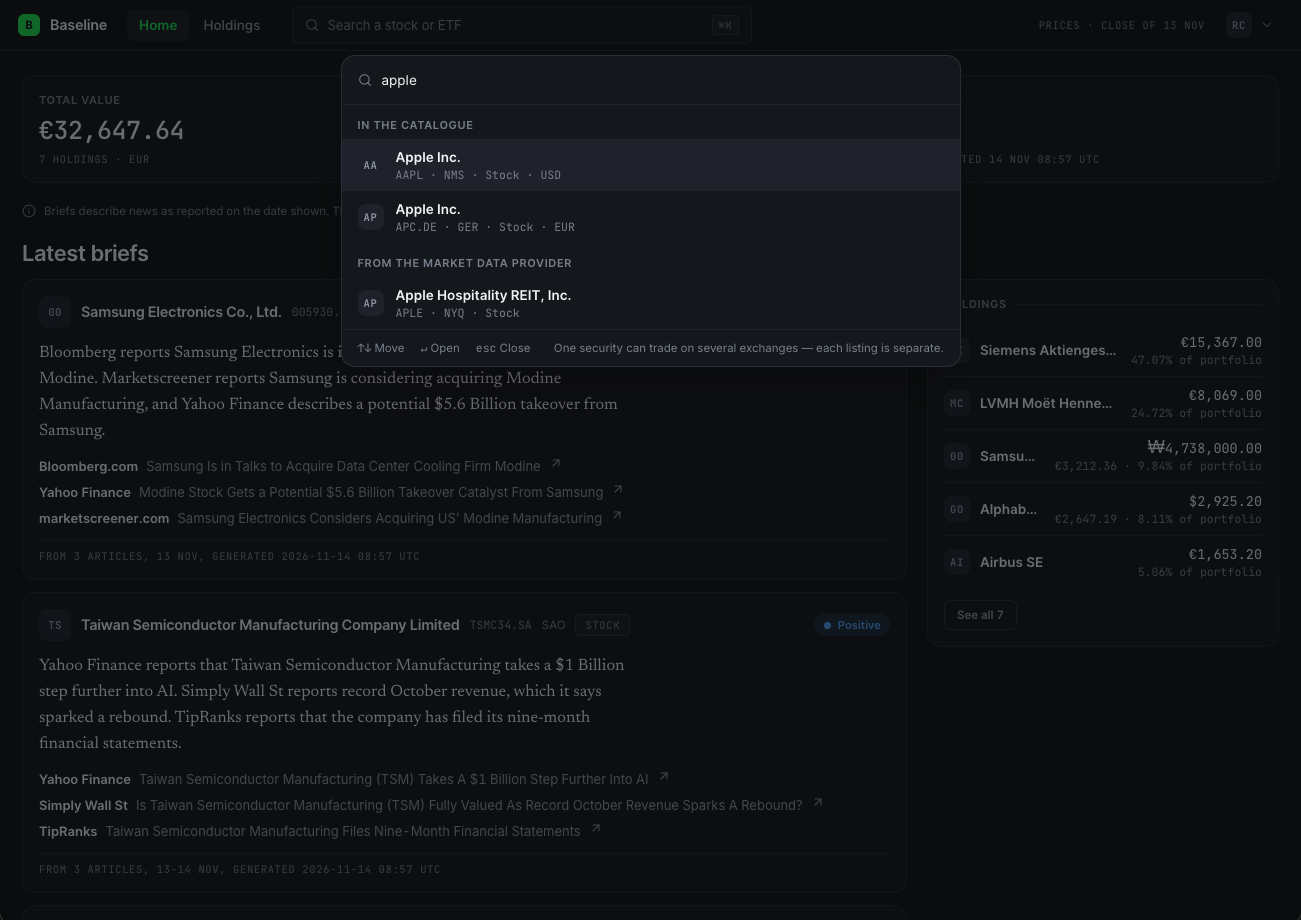 B Baseline Home Holdings Search a stock or ETF ⌘K PRICES · CLOSE OF 13 NOV RC
apple
IN THE CATALOGUE
AA Apple Inc.
AAPL · NMS · Stock · USD
AP Apple Inc.
APC.DE · GER · Stock · EUR
FROM THE MARKET DATA PROVIDER
AP Apple Hospitality REIT, Inc.
APLE · NYQ · Stock
↑↓ Move ↵ Open esc Close One security can trade on several exchanges — each listing is separate.
TOTAL VALUE
€32,647.64
7 HOLDINGS · EUR
14 NOV 08:57 UTC
Briefs describe news as reported on the date shown.
Latest briefs
00 Samsung Electronics Co., Ltd. 005930.
Bloomberg reports Samsung Electronics is
Modine. Marketscreener reports Samsung is considering acquiring Modine
Manufacturing, and Yahoo Finance describes a potential $5.6 Billion takeover from
Samsung.
Bloomberg.com Samsung Is in Talks to Acquire Data Center Cooling Firm Modine
Yahoo Finance Modine Stock Gets a Potential $5.6 Billion Takeover Catalyst From Samsung
marketscreener.com Samsung Electronics Considers Acquiring US' Modine Manufacturing
FROM 3 ARTICLES, 13 NOV, GENERATED 2026-11-14 08:57 UTC
TS Taiwan Semiconductor Manufacturing Company Limited TSMC34.SA SAO STOCK Positive
Yahoo Finance reports that Taiwan Semiconductor Manufacturing takes a $1 Billion
step further into AI. Simply Wall St reports record October revenue, which it says
sparked a rebound. TipRanks reports that the company has filed its nine-month
financial statements.
Yahoo Finance Taiwan Semiconductor Manufacturing (TSM) Takes A $1 Billion Step Further Into AI
Simply Wall St Is Taiwan Semiconductor Manufacturing (TSM) Fully Valued As Record October Revenue Sparks A Rebound?
TipRanks Taiwan Semiconductor Manufacturing Files Nine-Month Financial Statements
FROM 3 ARTICLES, 13-14 NOV, GENERATED 2026-11-14 08:57 UTC
LDINGS
Siemens Aktienges... €15,367.00
47.07% of portfolio
MC LVMH Moët Henne... €8,069.00
24.72% of portfolio
00 Samsu... ₩4,738,000.00
€3,212.36 · 9.84% of portfolio
GO Alphab... $2,925.20
€2,647.19 · 8.11% of portfolio
AI Airbus SE €1,653.20
5.06% of portfolio
See all 7